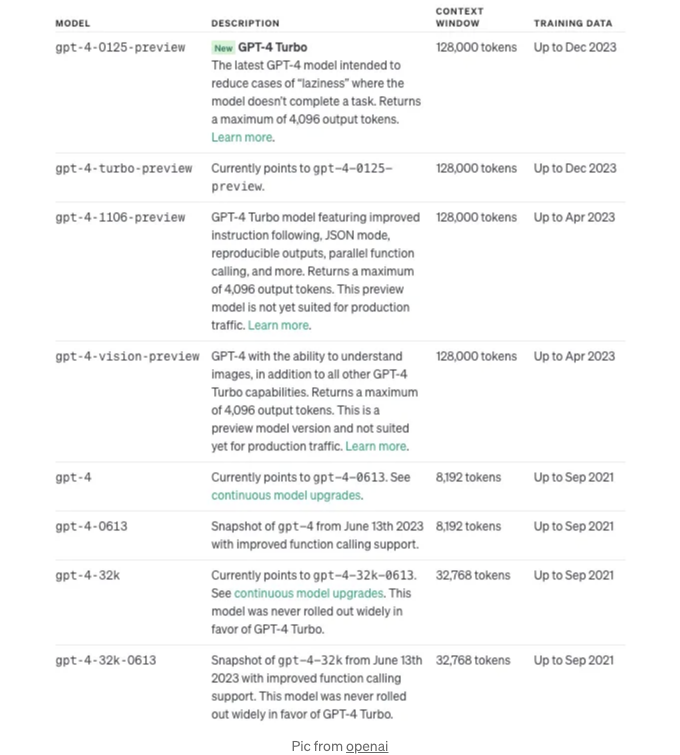 MODEL DESCRIPTION CONTEXT WINDOW TRAINING DATA
gpt-4-0125-preview New GPT-4 Turbo 128,000 tokens Up to Dec 2023
The latest GPT-4 model intended to
reduce cases of “laziness” where the
model doesn't complete a task. Returns
a maximum of 4,096 output tokens.
Learn more.
gpt-4-turbo-preview Currently points to gpt-4-0125- 128,000 tokens Up to Dec 2023
preview.
gpt-4-1106-preview GPT-4 Turbo model featuring improved 128,000 tokens Up to Apr 2023
instruction following, JSON mode,
reproducible outputs, parallel function
calling, and more. Returns a maximum
of 4,096 output tokens. This preview
model is not yet suited for production
traffic. Learn more.
gpt-4-vision-preview GPT-4 with the ability to understand 128,000 tokens Up to Apr 2023
images, in addition to all other GPT-4
Turbo capabilities. Returns a maximum
of 4,096 output tokens. This is a
preview model version and not suited
yet for production traffic. Learn more.
gpt-4 Currently points to gpt-4-0613. See 8,192 tokens Up to Sep 2021
continuous model upgrades.
gpt-4-0613 Snapshot of gpt-4 from June 13th 2023 8,192 tokens Up to Sep 2021
with improved function calling support.
gpt-4-32k Currently points to gpt-4-32k-0613. 32,768 tokens Up to Sep 2021
See continuous model upgrades. This
model was never rolled out widely in
favor of GPT-4 Turbo.
gpt-4-32k-0613 Snapshot of gpt-4-32k from June 13th 32,768 tokens Up to Sep 2021
2023 with improved function calling
support. This model was never rolled
out widely in favor of GPT-4 Turbo.
Pic from openai